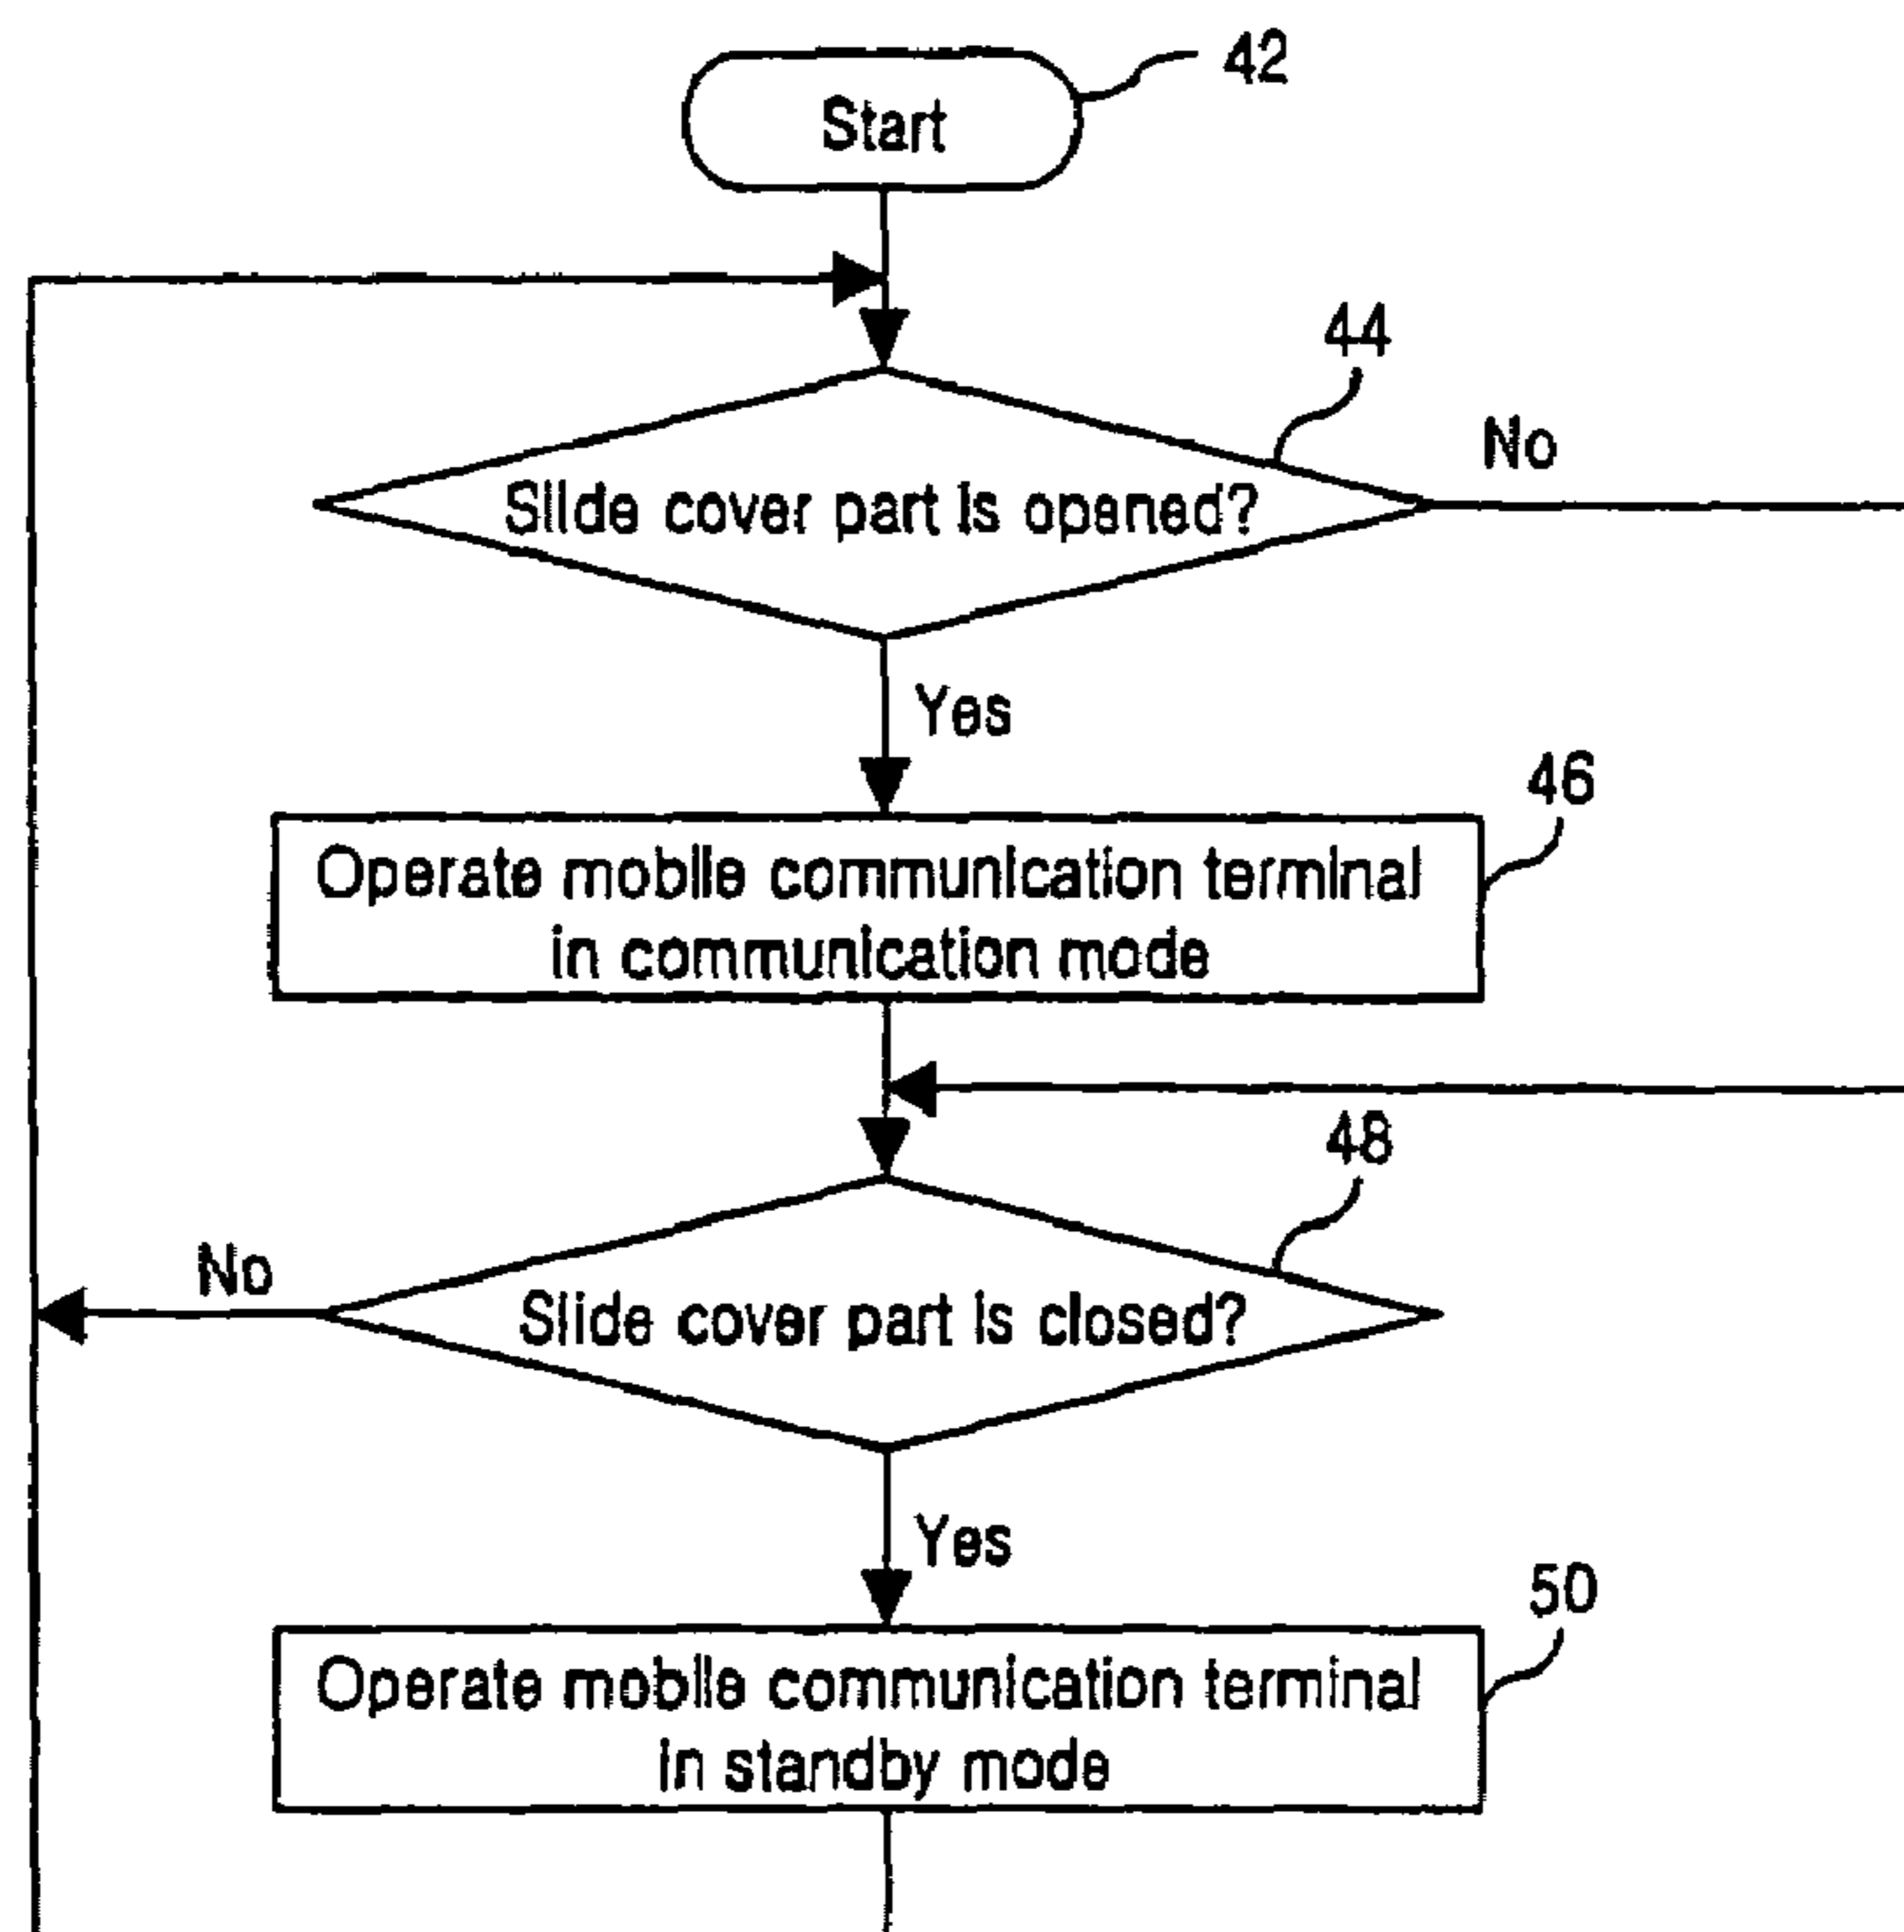 42
Start
44
No
Slide cover part is opened?
Yes
46
Operate mobile communication terminal
in communication mode
48
No
Slide cover part is closed?
Yes
50
Operate mobile communication terminal
in standby mode